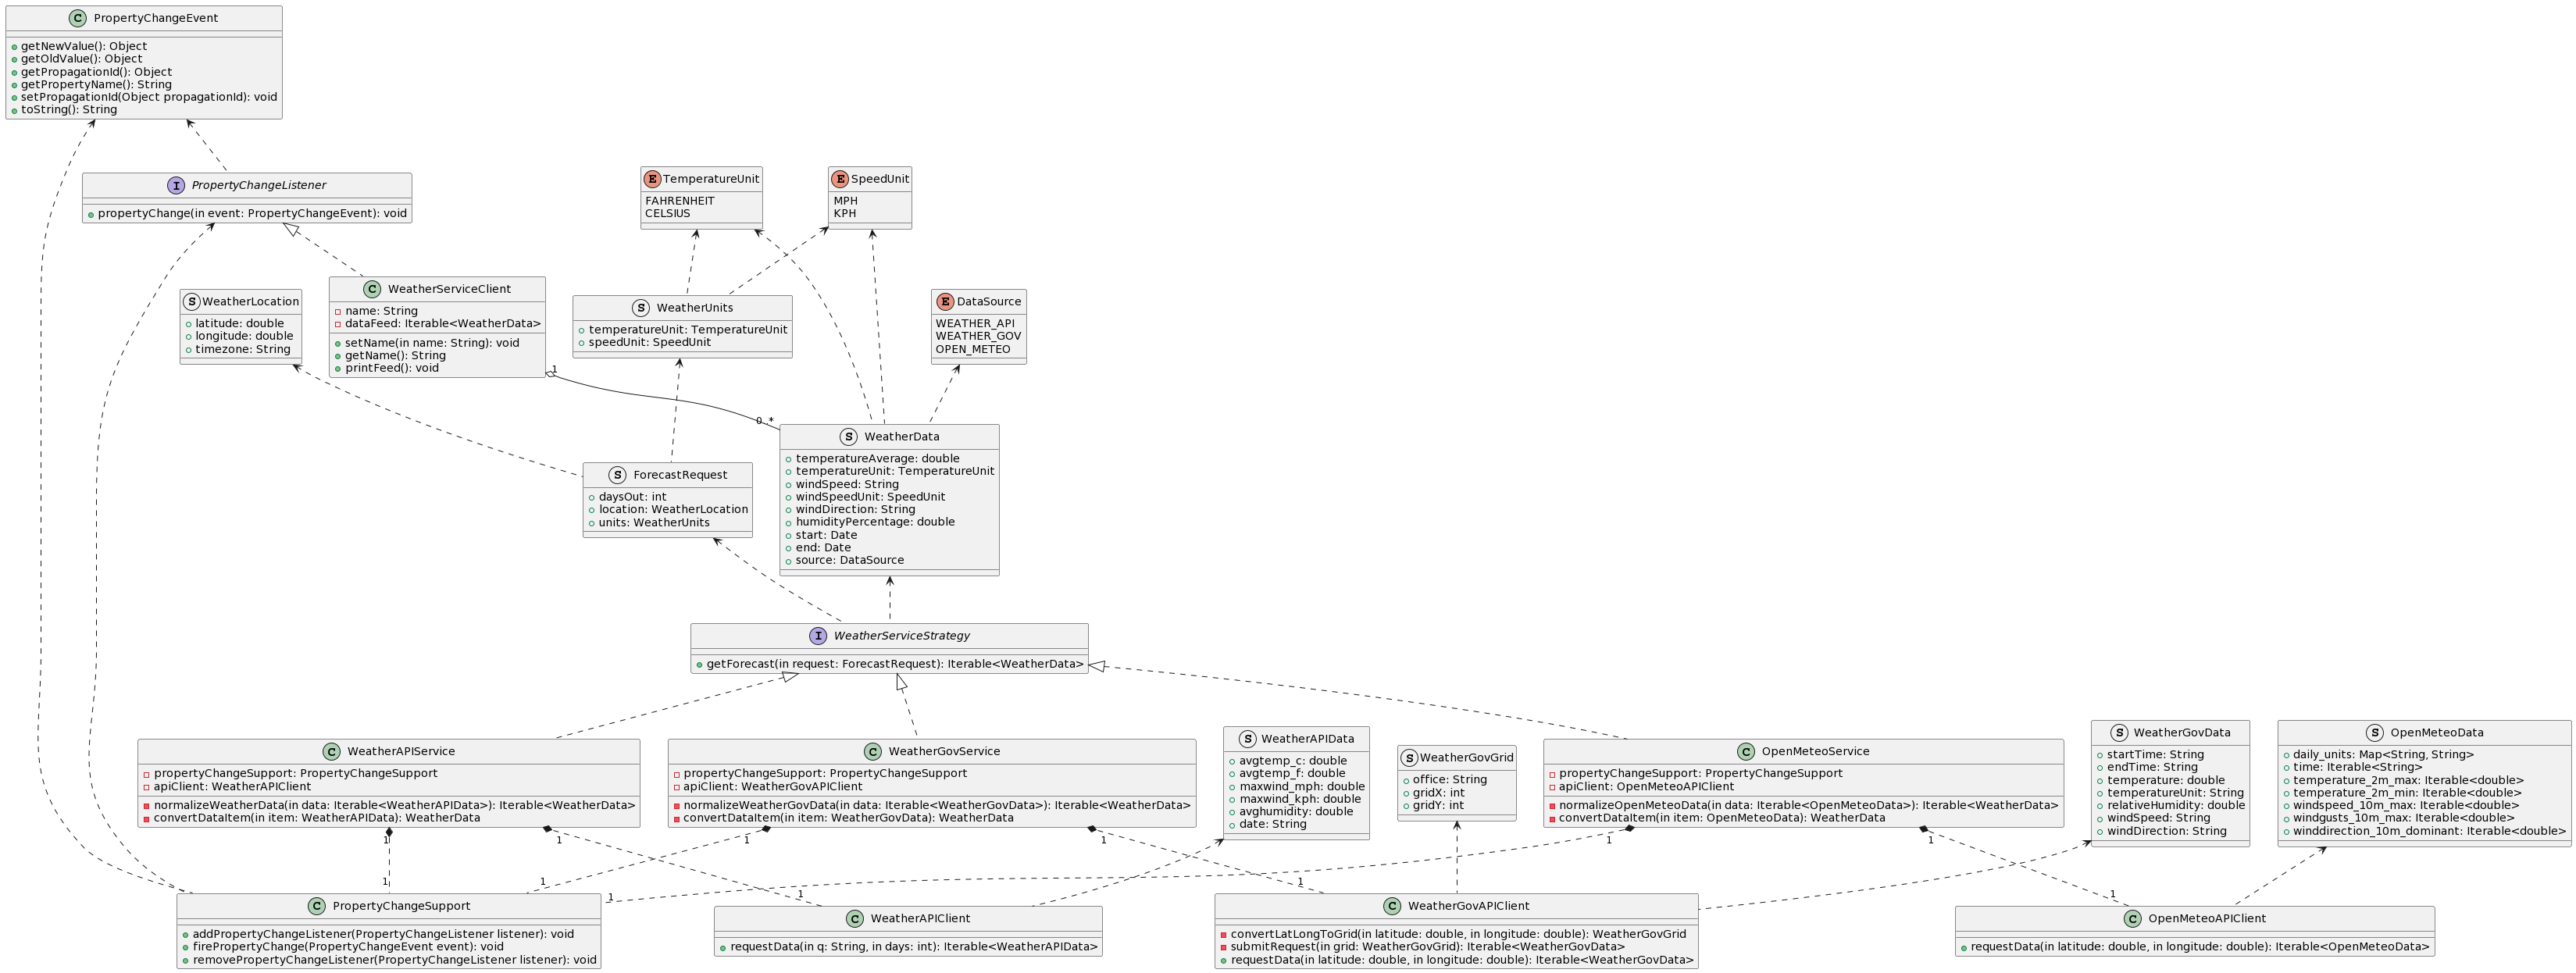 C PropertyChangeEvent
getNewValue(): Object
getOldValue(): Object
getPropagationId(): Object
getPropertyName(): String
setPropagationId(Object propagationId): void
toString(): String
I PropertyChangeListener
propertyChange(in event: PropertyChangeEvent): void
E TemperatureUnit
FAHRENHEIT
CELSIUS
E SpeedUnit
MPH
KPH
S WeatherLocation
latitude: double
longitude: double
timezone: String
C WeatherServiceClient
name: String
dataFeed: Iterable<WeatherData>
setName(in name: String): void
getName(): String
printFeed(): void
S WeatherUnits
temperatureUnit: TemperatureUnit
speedUnit: SpeedUnit
E DataSource
WEATHER_API
WEATHER_GOV
OPEN_METEO
1
0..*
S ForecastRequest
daysOut: int
location: WeatherLocation
units: WeatherUnits
S WeatherData
temperatureAverage: double
temperatureUnit: TemperatureUnit
windSpeed: String
windSpeedUnit: SpeedUnit
windDirection: String
humidityPercentage: double
start: Date
end: Date
source: DataSource
I WeatherServiceStrategy
getForecast(in request: ForecastRequest): Iterable<WeatherData>
C WeatherAPIService
propertyChangeSupport: PropertyChangeSupport
apiClient: WeatherAPIClient
normalizeWeatherData(in data: Iterable<WeatherAPIData>): Iterable<WeatherData>
convertDataItem(in item: WeatherAPIData): WeatherData
C WeatherGovService
propertyChangeSupport: PropertyChangeSupport
apiClient: WeatherGovAPIClient
normalizeWeatherGovData(in data: Iterable<WeatherGovData>): Iterable<WeatherData>
convertDataItem(in item: WeatherGovData): WeatherData
S WeatherAPIData
avgtemp_c: double
avgtemp_f: double
maxwind_mph: double
maxwind_kph: double
avghumidity: double
date: String
S WeatherGovGrid
office: String
gridX: int
gridY: int
C OpenMeteoService
propertyChangeSupport: PropertyChangeSupport
apiClient: OpenMeteoAPIClient
normalizeOpenMeteoData(in data: Iterable<OpenMeteoData>): Iterable<WeatherData>
convertDataItem(in item: OpenMeteoData): WeatherData
S WeatherGovData
startTime: String
endTime: String
temperature: double
temperatureUnit: String
relativeHumidity: double
windSpeed: String
windDirection: String
S OpenMeteoData
daily_units: Map<String, String>
time: Iterable<String>
temperature_2m_max: Iterable<double>
temperature_2m_min: Iterable<double>
windspeed_10m_max: Iterable<double>
windgusts_10m_max: Iterable<double>
winddirection_10m_dominant: Iterable<double>
1 1 1 1 1 1
1 1 1 1 1 1
C PropertyChangeSupport
addPropertyChangeListener(PropertyChangeListener listener): void
firePropertyChange(PropertyChangeEvent event): void
removePropertyChangeListener(PropertyChangeListener listener): void
C WeatherAPIClient
requestData(in q: String, in days: int): Iterable<WeatherAPIData>
C WeatherGovAPIClient
convertLatLongToGrid(in latitude: double, in longitude: double): WeatherGovGrid
submitRequest(in grid: WeatherGovGrid): Iterable<WeatherGovData>
requestData(in latitude: double, in longitude: double): Iterable<WeatherGovData>
C OpenMeteoAPIClient
requestData(in latitude: double, in longitude: double): Iterable<OpenMeteoData>